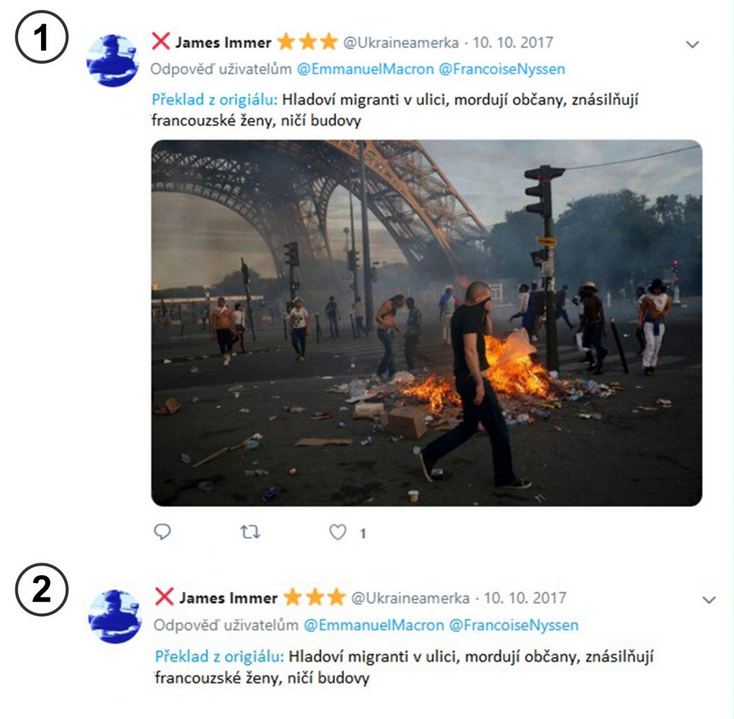 1
James Immer @Ukraineamerka · 10. 10. 2017
Odpověď uživatelům @EmmanuelMacron @FrancoiseNyssen
Překlad z origiálu: Hladoví migranti v ulici, mordují občany, znásilňují
francouzské ženy, ničí budovy
1
2
James Immer @Ukraineamerka · 10. 10. 2017
Odpověď uživatelům @EmmanuelMacron @FrancoiseNyssen
Překlad z origiálu: Hladoví migranti v ulici, mordují občany, znásilňují
francouzské ženy, ničí budovy